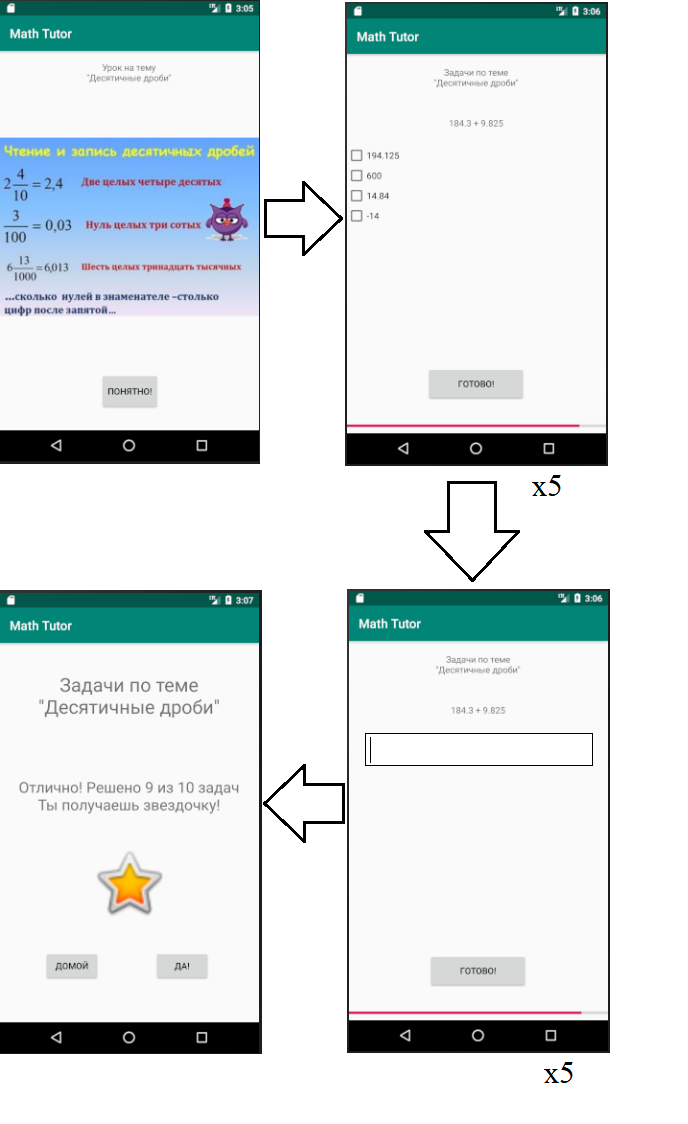 3:05
Math Tutor
Урок на тему
"Десятичные дроби"
Чтение и запись десятичных дробей
2 4/10 = 2,4 Две целых четыре десятых
3/100 = 0,03 Нуль целых три сотых
6 13/1000 = 6,013 Шесть целых тринадцать тысячных
...сколько нулей в знаменателе –столько
цифр после запятой...
ПОНЯТНО!
3:06
Math Tutor
Задачи по теме
"Десятичные дроби"
184.3 + 9.825
194.125
600
14.84
-14
ГОТОВО!
x5
3:06
Math Tutor
Задачи по теме
"Десятичные дроби"
184.3 + 9.825
ГОТОВО!
x5
3:07
Math Tutor
Задачи по теме
"Десятичные дроби"
Отлично! Решено 9 из 10 задач
Ты получаешь звездочку!
ДОМОЙ ДА!